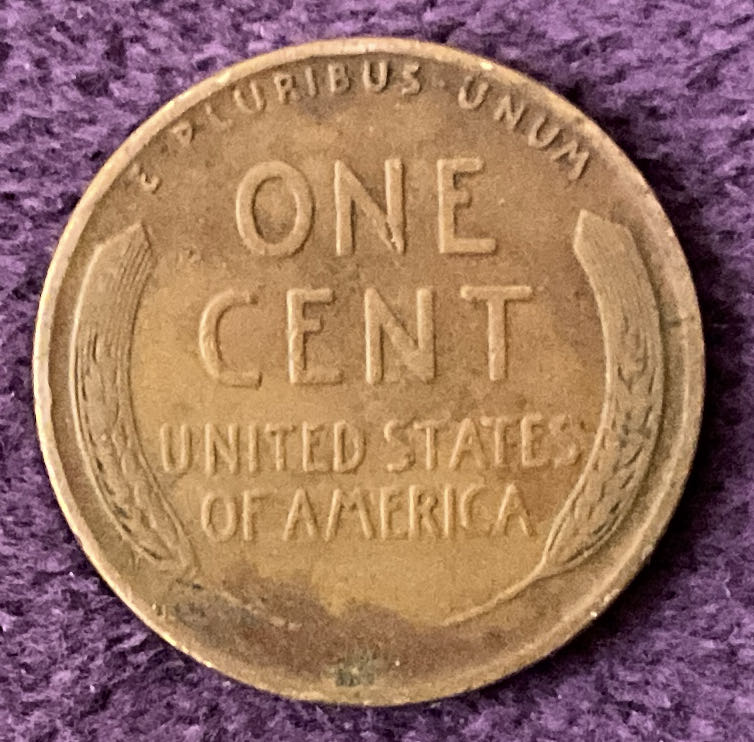 E · PLURIBUS · UNUM
ONE
CENT
UNITED STATES
OF AMERICA